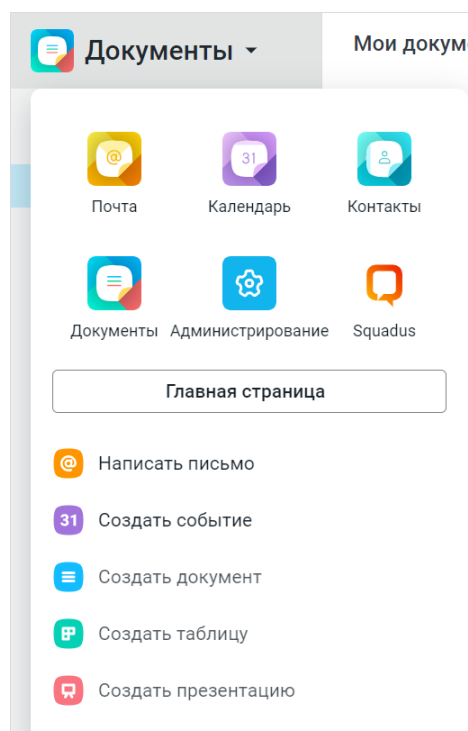 Документы
Мои докум
@
31
Почта
Календарь
Контакты
Документы
Администрирование
Squadus
Главная страница
@
Написать письмо
31
Создать событие
Создать документ
Создать таблицу
Создать презентацию